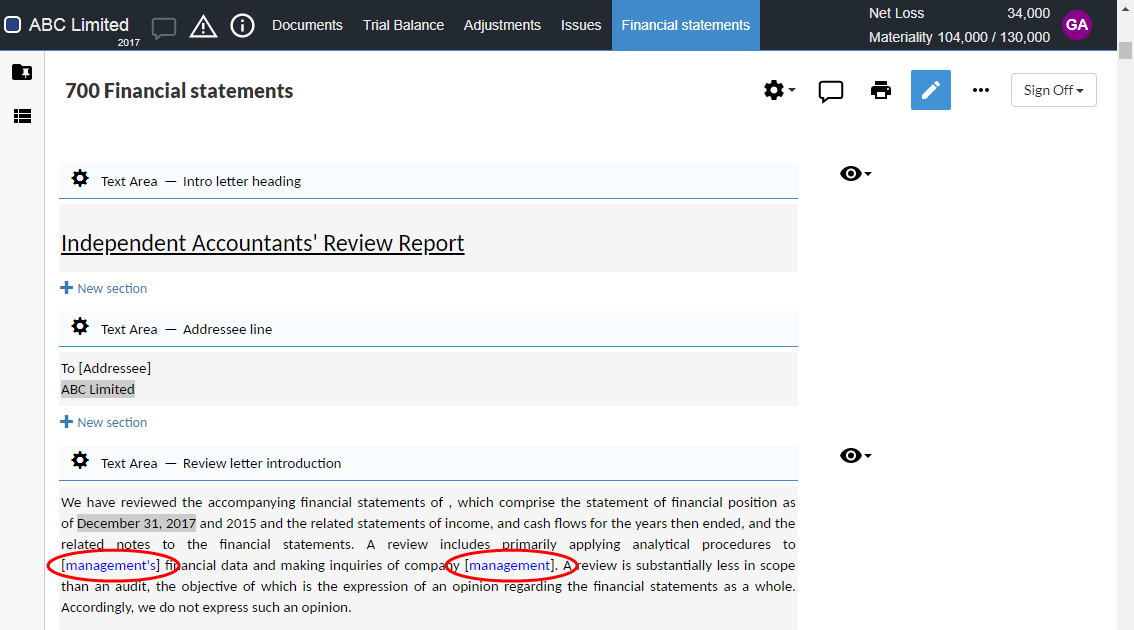 ABC Limited
2017
Documents Trial Balance Adjustments Issues Financial statements
Net Loss 34,000
Materiality 104,000 / 130,000
GA
700 Financial statements
Sign Off
Text Area — Intro letter heading
Independent Accountants' Review Report
New section
Text Area — Addressee line
To [Addressee]
ABC Limited
New section
Text Area — Review letter introduction
We have reviewed the accompanying financial statements of , which comprise the statement of financial position as
of December 31, 2017 and 2015 and the related statements of income, and cash flows for the years then ended, and the
related notes to the financial statements. A review includes primarily applying analytical procedures to
[management's] financial data and making inquiries of company [management]. A review is substantially less in scope
than an audit, the objective of which is the expression of an opinion regarding the financial statements as a whole.
Accordingly, we do not express such an opinion.